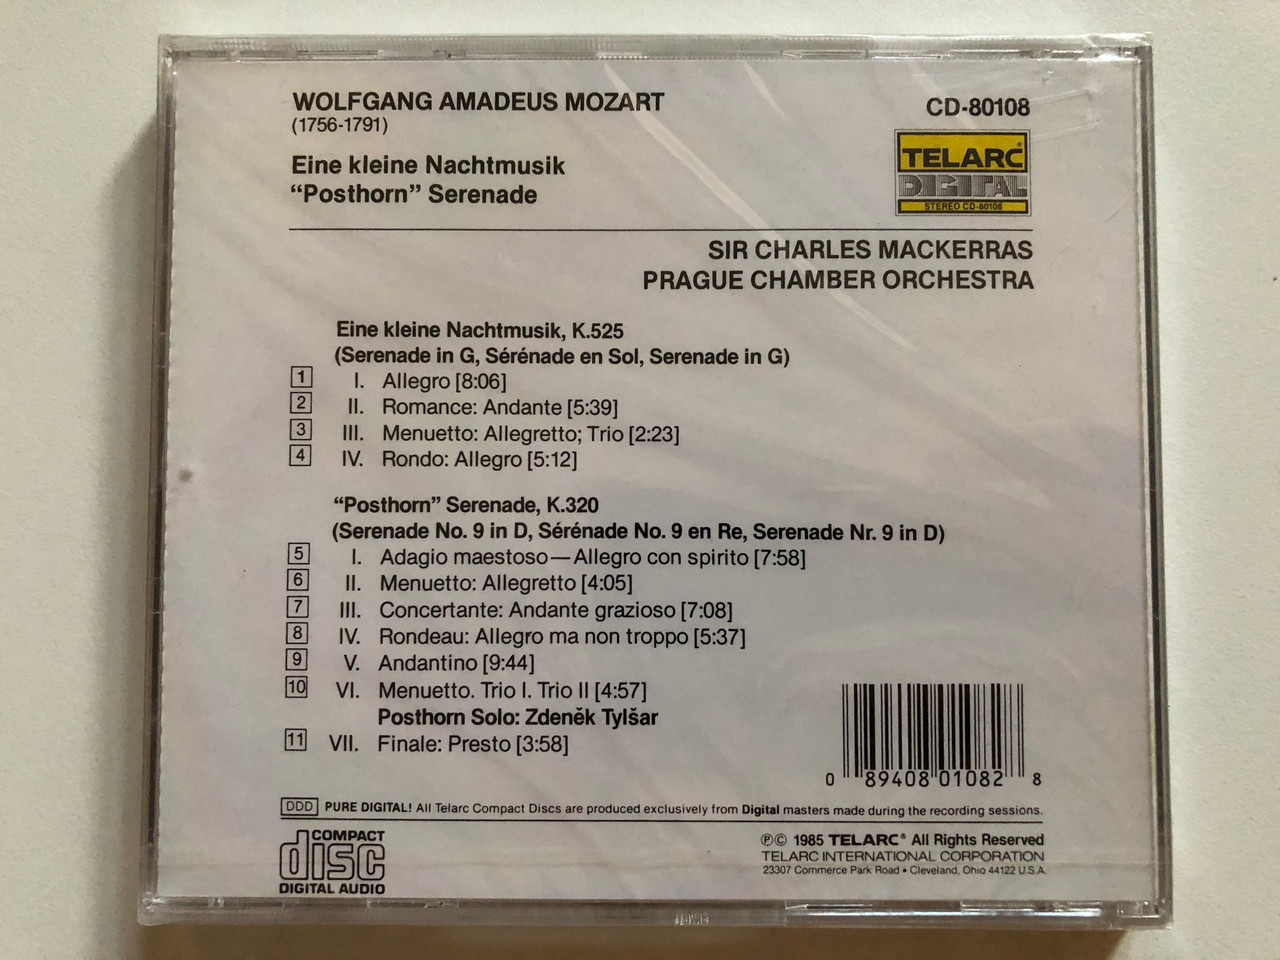 WOLFGANG AMADEUS MOZART
(1756-1791)
CD-80108
Eine kleine Nachtmusik
“Posthorn” Serenade
TELARC®
DIGITAL
STEREO CD-80108
SIR CHARLES MACKERRAS
PRAGUE CHAMBER ORCHESTRA
Eine kleine Nachtmusik, K.525
(Serenade in G, Sérénade en Sol, Serenade in G)
1 I. Allegro [8:06]
2 II. Romance: Andante [5:39]
3 III. Menuetto: Allegretto; Trio [2:23]
4 IV. Rondo: Allegro [5:12]
“Posthorn” Serenade, K.320
(Serenade No. 9 in D, Sérénade No. 9 en Re, Serenade Nr. 9 in D)
5 I. Adagio maestoso—Allegro con spirito [7:58]
6 II. Menuetto: Allegretto [4:05]
7 III. Concertante: Andante grazioso [7:08]
8 IV. Rondeau: Allegro ma non troppo [5:37]
9 V. Andantino [9:44]
10 VI. Menuetto. Trio I. Trio II [4:57]
Posthorn Solo: Zdeněk Tylšar
11 VII. Finale: Presto [3:58]
0 89408 01082 8
DDD PURE DIGITAL! All Telarc Compact Discs are produced exclusively from Digital masters made during the recording sessions.
COMPACT
disc
DIGITAL AUDIO
℗© 1985 TELARC® All Rights Reserved
TELARC INTERNATIONAL CORPORATION
23307 Commerce Park Road • Cleveland, Ohio 44122 U.S.A.